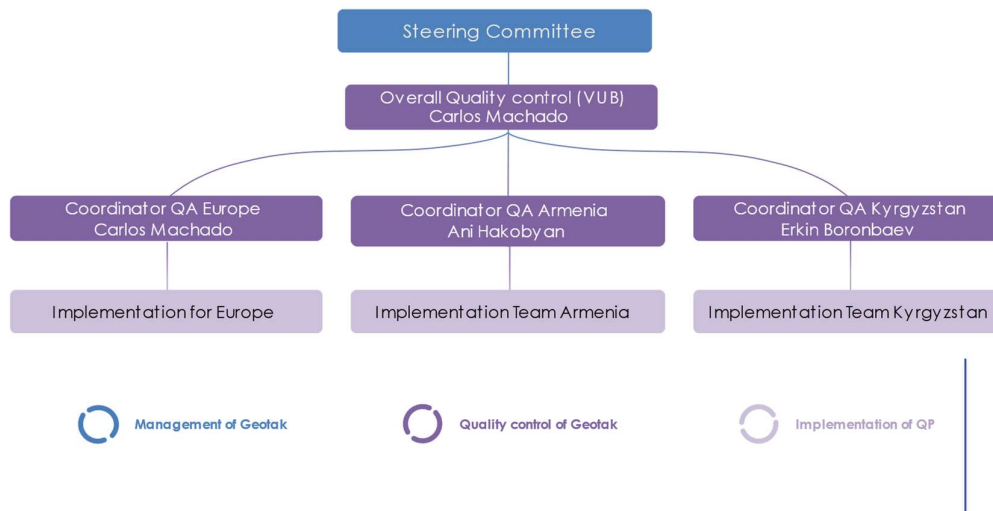 Steering Committee
Overall Quality control (VUB)
Carlos Machado
Coordinator QA Europe
Carlos Machado
Coordinator QA Armenia
Ani Hakobyan
Coordinator QA Kyrgyzstan
Erkin Boronbaev
Implementation for Europe
Implementation Team Armenia
Implementation Team Kyrgyzstan
Management of Geotak
Quality control of Geotak
Implementation of QP